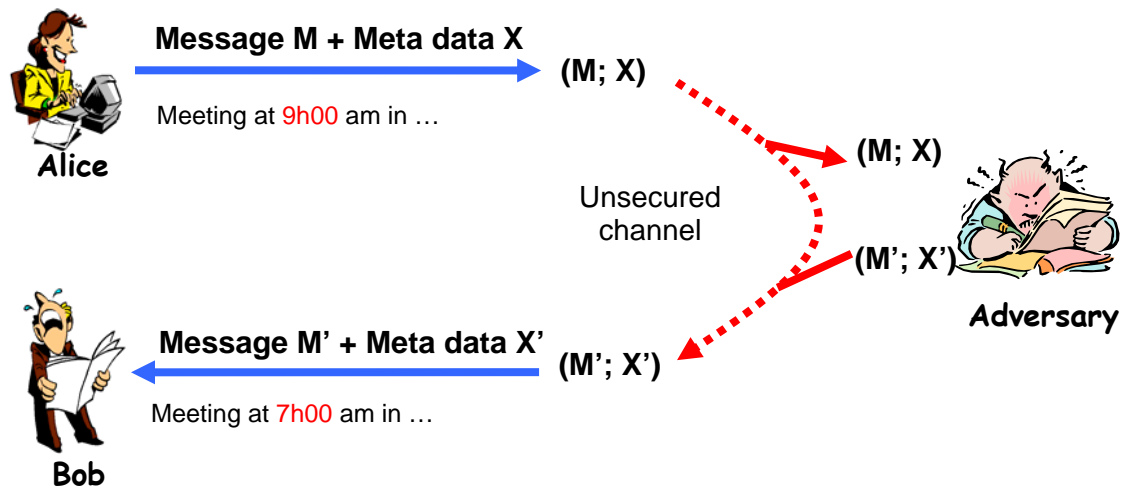 Message M + Meta data X
(M; X)
Meeting at 9h00 am in …
Alice
(M; X)
Unsecured
channel
(M’; X’)
Adversary
Message M’ + Meta data X’
(M’; X’)
Meeting at 7h00 am in …
Bob